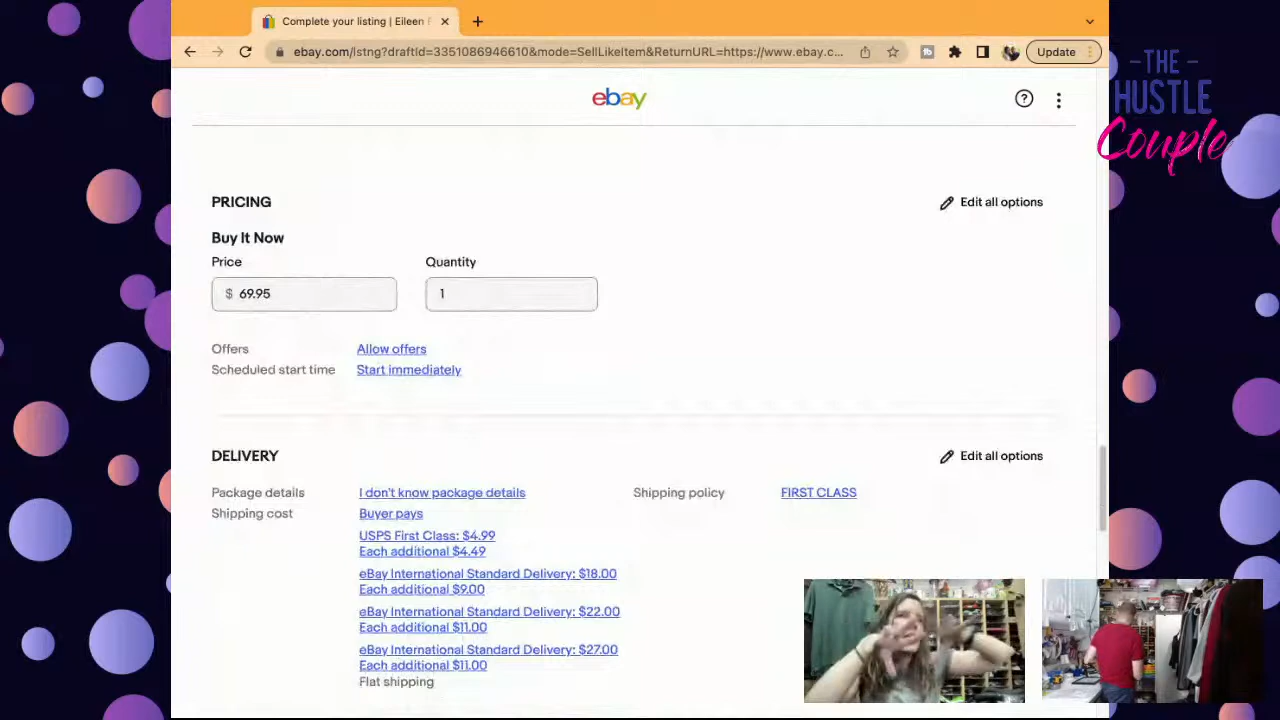 Complete your listing | Eileen F
ebay.com/lstng?draftId=3351086946610&mode=SellLikeItem&ReturnURL=https://www.ebay.c...
Update
-THE-
HUSTLE
Couple
ebay
PRICING
Edit all options
Buy It Now
Price
Quantity
$ 69.95
1
Offers
Allow offers
Scheduled start time
Start immediately
DELIVERY
Edit all options
Package details
I don't know package details
Shipping policy
FIRST CLASS
Shipping cost
Buyer pays
USPS First Class: $4.99
Each additional $4.49
eBay International Standard Delivery: $18.00
Each additional $9.00
eBay International Standard Delivery: $22.00
Each additional $11.00
eBay International Standard Delivery: $27.00
Each additional $11.00
Flat shipping